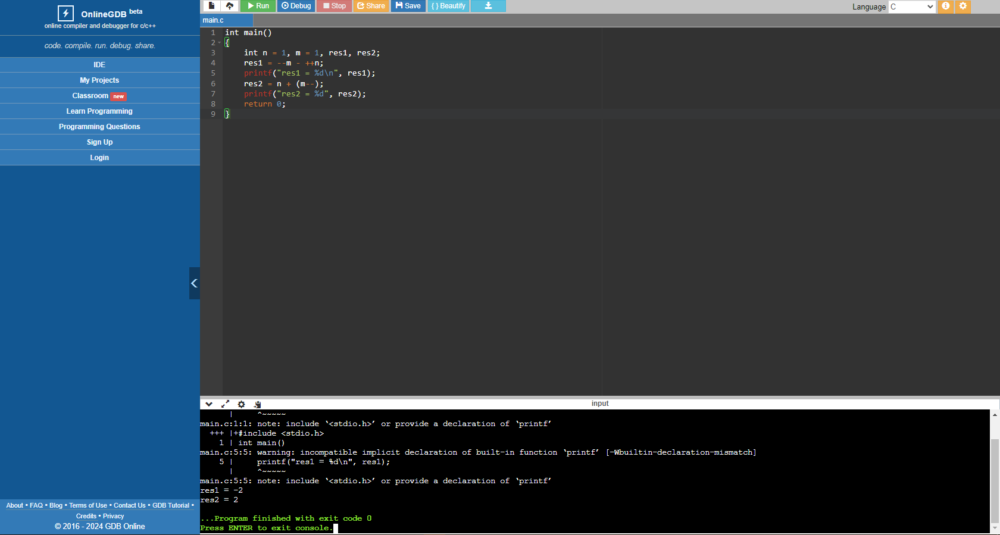 OnlineGDB beta
online compiler and debugger for c/c++
code. compile. run. debug. share.
IDE
My Projects
Classroom new
Learn Programming
Programming Questions
Sign Up
Login
About • FAQ • Blog • Terms of Use • Contact Us • GDB Tutorial •
Credits • Privacy
© 2016 - 2024 GDB Online
Run Debug Stop Share Save { } Beautify
Language C
main.c
1 int main()
2 {
3 int n = 1, m = 1, res1, res2;
4 res1 = --m - ++n;
5 printf("res1 = %d\n", res1);
6 res2 = n + (m--);
7 printf("res2 = %d", res2);
8 return 0;
9 }
input
| ^~~~~~
main.c:1:1: note: include ‘<stdio.h>’ or provide a declaration of ‘printf’
+++ |+#include <stdio.h>
1 | int main()
main.c:5:5: warning: incompatible implicit declaration of built-in function ‘printf’ [-Wbuiltin-declaration-mismatch]
5 | printf("res1 = %d\n", res1);
| ^~~~~~
main.c:5:5: note: include ‘<stdio.h>’ or provide a declaration of ‘printf’
res1 = -2
res2 = 2
...Program finished with exit code 0
Press ENTER to exit console.